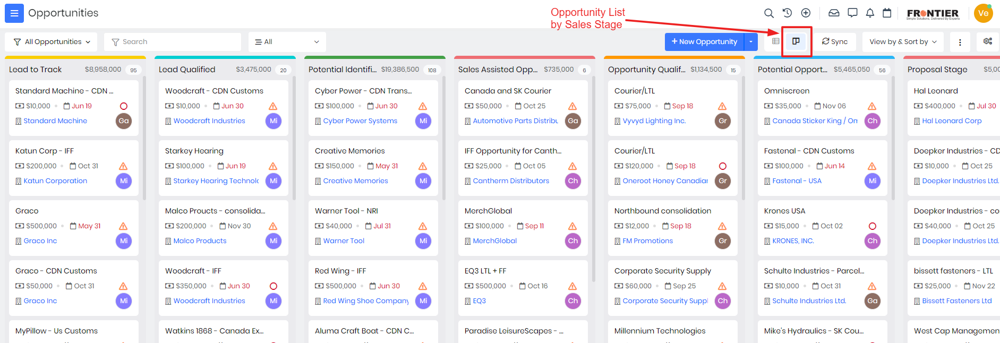 Opportunities
Opportunity List
by Sales Stage
FRONTIER
Simple Solutions. Delivered By Experts
Ve
All Opportunities
Search
All
+ New Opportunity
Sync
View by & Sort by
Lead to Track $8,958,000 95
Standard Machine - CDN ...
$10,000 Jun 19
Standard Machine Ga
Katun Corp - IFF
$200,000 Oct 31
Katun Corporation Mi
Graco
$500,000 May 31
Graco Inc Mi
Graco - CDN Customs
$50,000 Oct 31
Graco Inc Mi
MyPillow - Us Customs
Lead Qualified $3,475,000 20
Woodcraft - CDN Customs
$10,000 Jun 30
Woodcraft Industries Mi
Starkey Hearing
$100,000 Jun 19
Starkey Hearing Technolo Mi
Malco Proucts - consolida...
$200,000 Nov 30
Malco Products Mi
Woodcraft - IFF
$350,000 Jun 30
Woodcraft Industries Mi
Watkins 1868 - Canada Ex...
Potential Identifi... $19,386,500 108
Cyber Power - CDN Trans...
$100,000 Jun 30
Cyber Power Systems Mi
Creative Memories
$150,000 May 31
Creative Memories Mi
Warner Tool - NRI
$40,000 Jul 31
Warner Tool Mi
Red Wing - IFF
$500,000 Jun 30
Red Wing Shoe Company Mi
Aluma Craft Boat - CDN C...
Sales Assisted Opp... $735,000 6
Canada and SK Courier
$50,000 Oct 25
Automotive Parts Distribu Ga
IFF Opportunity for Canth...
$25,000 Oct 05
Cantherm Distributors Ch
MerchGlobal
$100,000 Sep 11
MerchGlobal Ch
EQ3 LTL + FF
$500,000 Oct 16
EQ3 Ch
Paradise LeisureScapes - ...
Opportunity Qualif... $1,134,500 15
Courier/LTL
$75,000 Sep 18
Vyvyd Lighting Inc. Gr
Courier/LTL
$120,000 Sep 18
Oneroot Honey Canadian Gr
Northbound consolidation
$12,000 Sep 18
FM Promotions Gr
Corporate Security Supply
$60,000 Sep 25
Corporate Security Suppl Ch
Millennium Technologies
Potential Opport... $5,465,050 56
Omniscreen
$35,000 Nov 06
Canada Sticker King / Om Ch
Fastenal - CDN Customs
$100,000 Jun 14
Fastenal - USA Mi
Krones USA
$15,000 Oct 02
KRONES, INC. Ch
Schulte Industries - Parcel...
$10,000 Oct 31
Schulte Industries Ltd. Ga
Mike's Hydraulics - SK Cou...
Proposal Stage $5,00
Hal Leonard
$400,000 Jul 30
Hal Leonard Corp
Doepker Industries - CD
$10,000 Oct 25
Doepker Industries Ltd.
Doepker Industries - co
$40,000 Oct 25
Doepker Industries Ltd.
bissett fasteners - LTL
$25,000 Nov 22
Bissett Fasteners Ltd
West Cap Management